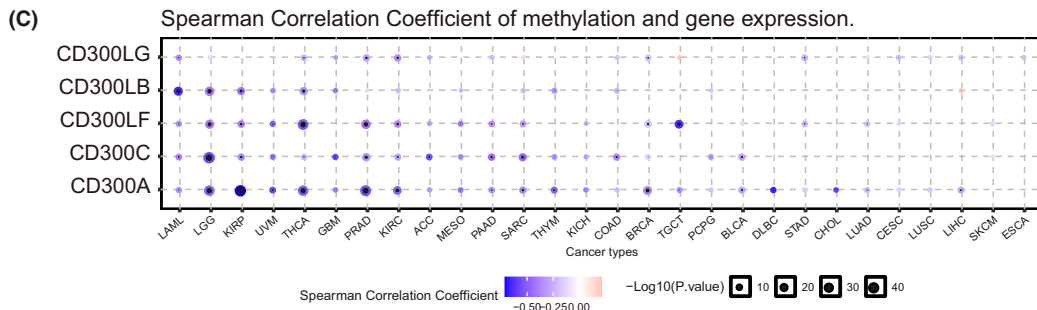 (C)
Spearman Correlation Coefficient of methylation and gene expression.
CD300LG
CD300LB
CD300LF
CD300C
CD300A
LAML LGG KIRP UVM THCA GBM PRAD KIRC ACC MESO PAAD SARC THYM KICH COAD BRCA TGCT PCPG BLCA DLBC STAD CHOL LUAD CESC LUSC LIHC SKCM ESCA
Cancer types
Spearman Correlation Coefficient
−0.50−0.250.00
−Log10(P.value) 10 20 30 40